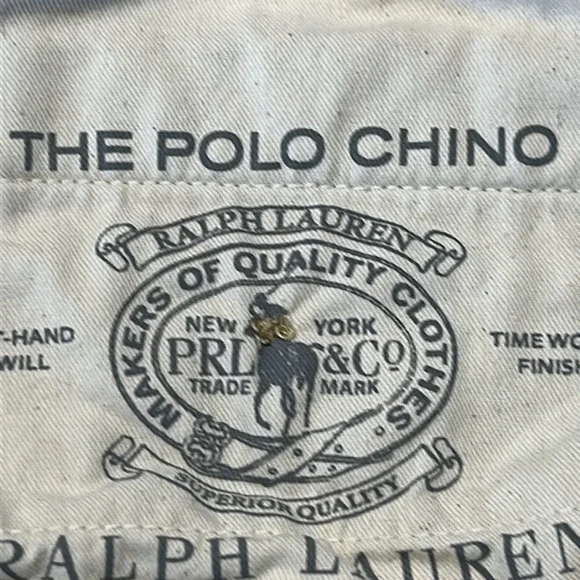 THE POLO CHINO
RALPH LAUREN
MAKERS OF QUALITY CLOTHES
NEW YORK
PRL &Co
TRADE MARK
SUPERIOR QUALITY
-HAND
WILL
TIME WO
FINISH
RALPH LAUREN